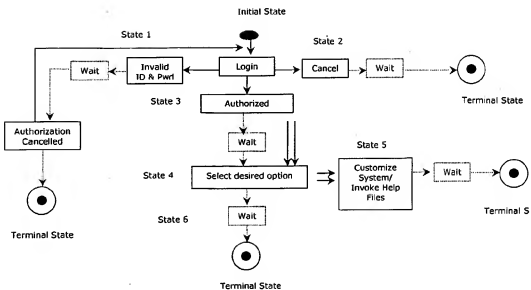 Initial State
State 1
State 2
Wait
Invalid
ID & Pwd
Login
Cancel
Wait
Terminal State
State 3
Authorized
Authorization
Cancelled
Wait
State 5
State 4
Select desired option
Customize
System/
Invoke Help
Files
Wait
State 6
Wait
Terminal State
Terminal S
Terminal State